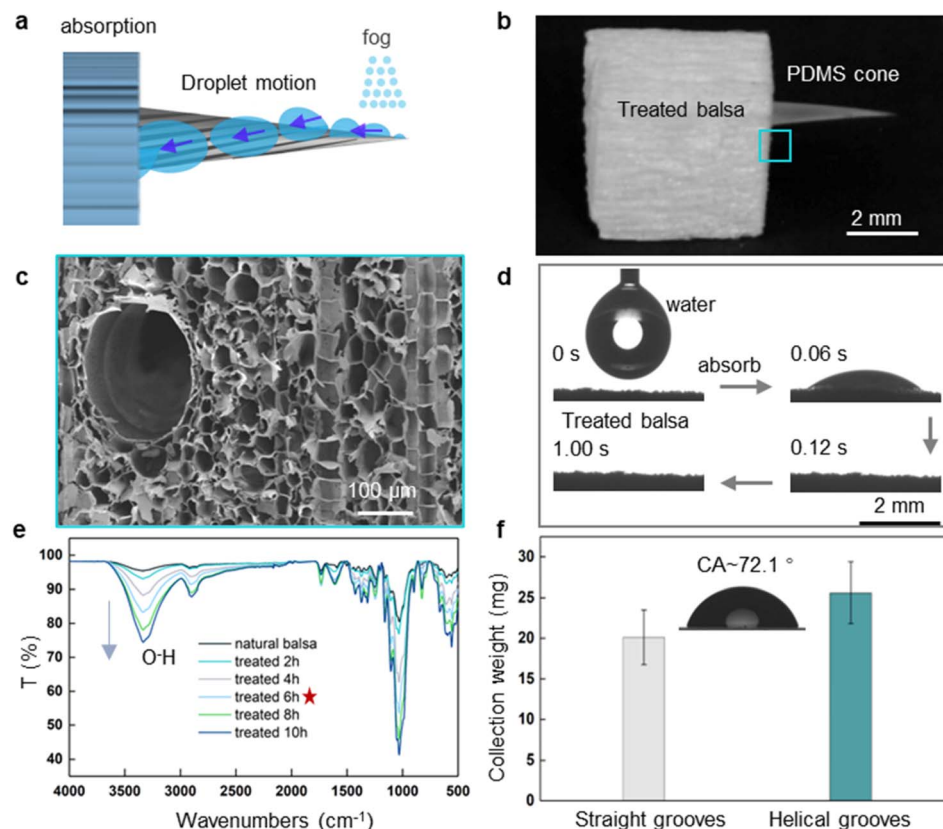 a
absorption
fog
Droplet motion
b
PDMS cone
Treated balsa
2 mm
c
100 µm
d
water
0 s
absorb
0.06 s
Treated balsa
1.00 s
0.12 s
2 mm
e
100
90
80
70
60
50
40
T (%)
O-H
natural balsa
treated 2h
treated 4h
treated 6h
treated 8h
treated 10h
4000 3500 3000 2500 2000 1500 1000 500
Wavenumbers (cm-1)
f
CA~72.1 °
35
30
25
20
15
10
5
0
Collection weight (mg)
Straight grooves
Helical grooves